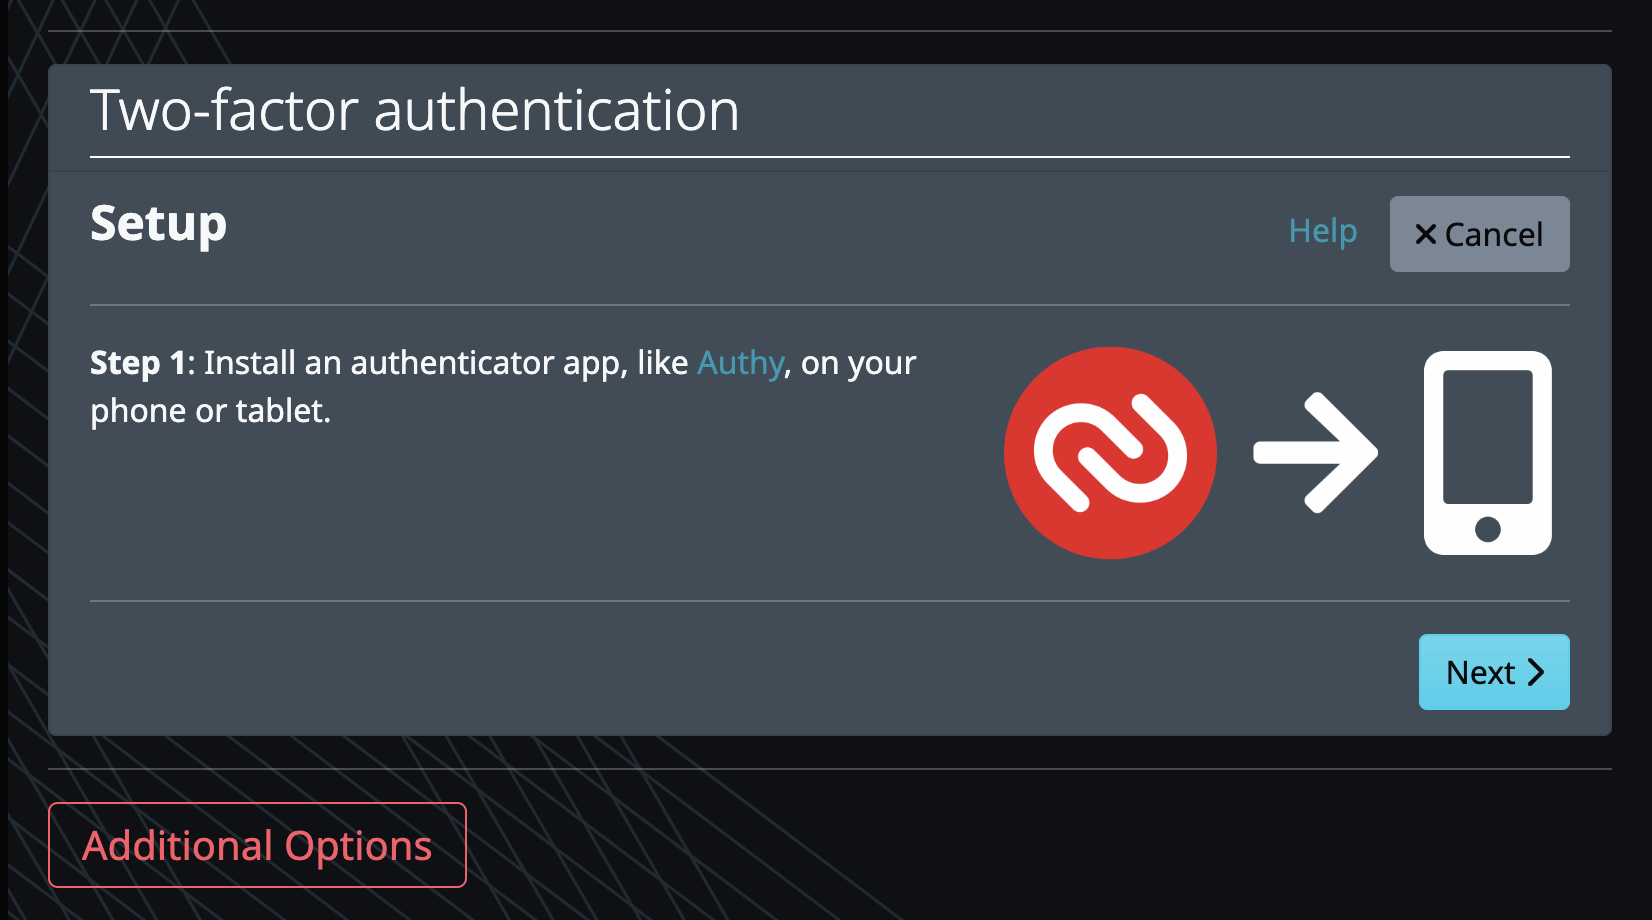 Two-factor authentication
Setup
Help
Cancel
Step 1: Install an authenticator app, like Authy, on your
phone or tablet.
Next
Additional Options